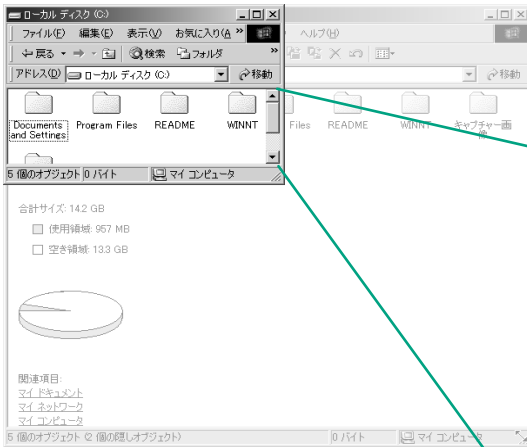 ローカル ディスク (C:)
ファイル(F) 編集(E) 表示(V) お気に入り(A »
戻る 検索 フォルダ »
アドレス(D) ローカル ディスク (C:) 移動
Documents and Settings Program Files README WINNT
5 個のオブジェクト 0 バイト マイ コンピュータ
ヘルプ(H)
移動
Files README WINNT キャプチャー画像
合計サイズ: 14.2 GB
使用領域: 957 MB
空き領域: 13.3 GB
関連項目:
マイ ドキュメント
マイ ネットワーク
マイ コンピュータ
5 個のオブジェクト (2 個の隠しオブジェクト) 0 バイト マイ コンピュータ